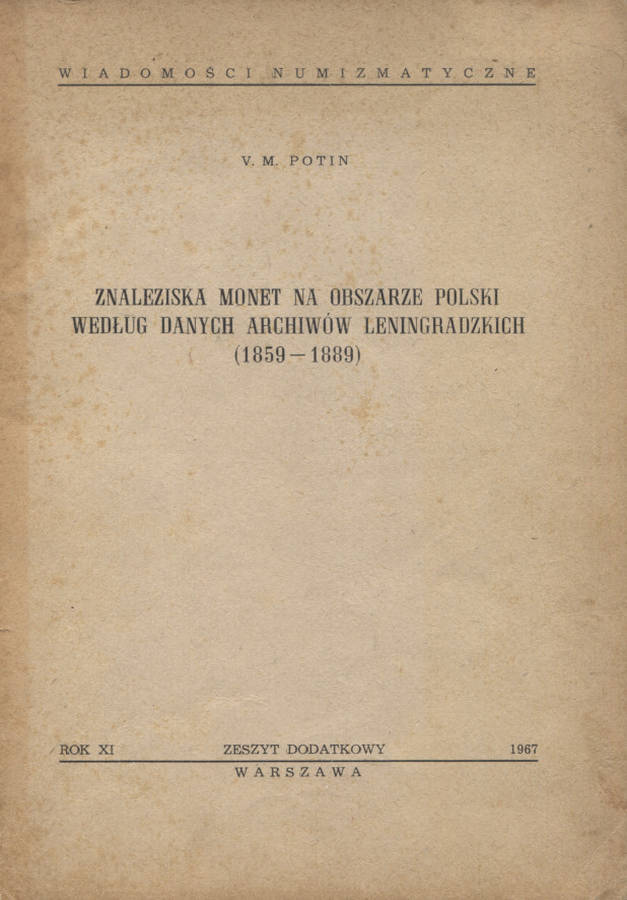 WIADOMOŚCI NUMIZMATYCZNE
V. M. POTIN
ZNALEZISKA MONET NA OBSZARZE POLSKI
WEDŁUG DANYCH ARCHIWÓW LENINGRADZKICH
(1859—1889)
ROK XI ZESZYT DODATKOWY 1967
WARSZAWA